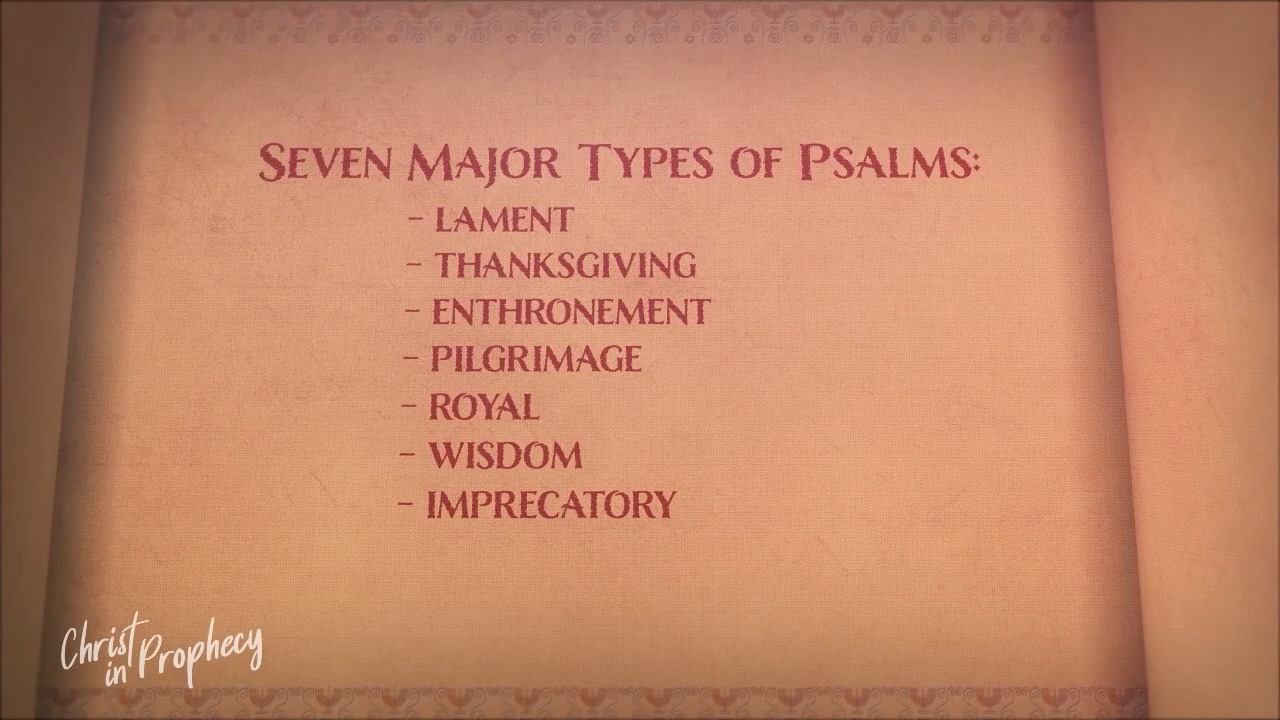 Seven Major Types of Psalms:
- LAMENT
- THANKSGIVING
- ENTHRONEMENT
- PILGRIMAGE
- ROYAL
- WISDOM
- IMPRECATORY
Christ
in Prophecy